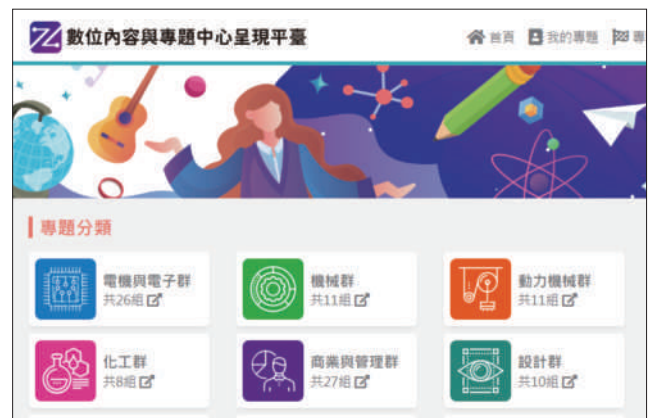 數位內容與專題中心呈現平臺
首頁 我的專題 專
專題分類
電機與電子群
共26組
機械群
共11組
動力機械群
共11組
化工群
共8組
商業與管理群
共27組
設計群
共10組